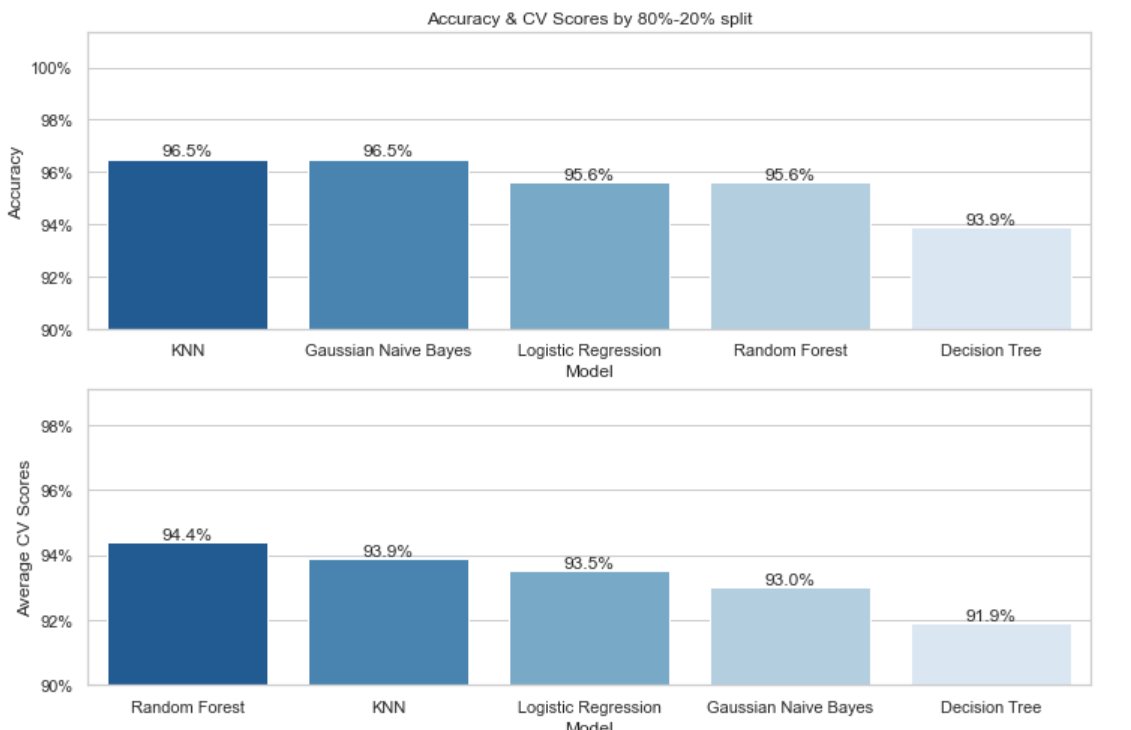 Accuracy & CV Scores by 80%-20% split
100%
98%
96%
94%
92%
90%
Accuracy
96.5%
96.5%
95.6%
95.6%
93.9%
KNN
Gaussian Naive Bayes
Logistic Regression
Random Forest
Decision Tree
Model
98%
96%
94%
92%
90%
Average CV Scores
94.4%
93.9%
93.5%
93.0%
91.9%
Random Forest
KNN
Logistic Regression
Gaussian Naive Bayes
Decision Tree
Model